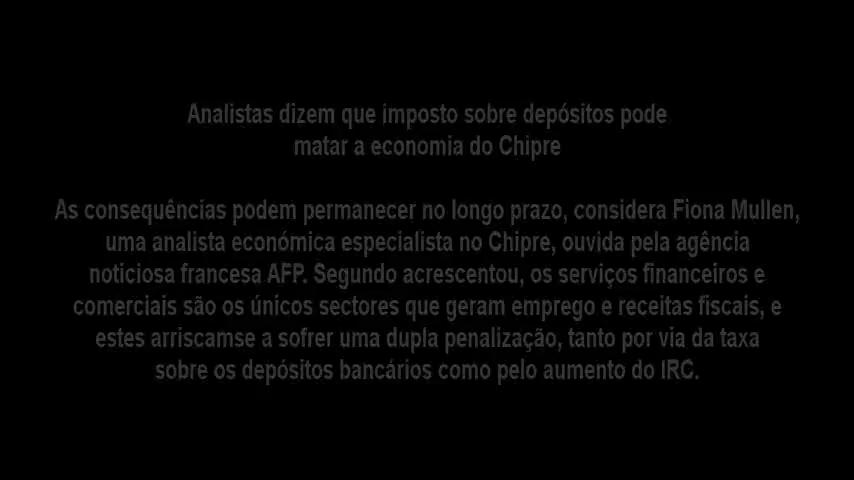 Analistas dizem que imposto sobre depósitos pode
matar a economia do Chipre
As consequências podem permanecer no longo prazo, considera Fiona Mullen,
uma analista económica especialista no Chipre, ouvida pela agência
noticiosa francesa AFP. Segundo acrescentou, os serviços financeiros e
comerciais são os únicos sectores que geram emprego e receitas fiscais, e
estes arriscamse a sofrer uma dupla penalização, tanto por via da taxa
sobre os depósitos bancários como pelo aumento do IRC.